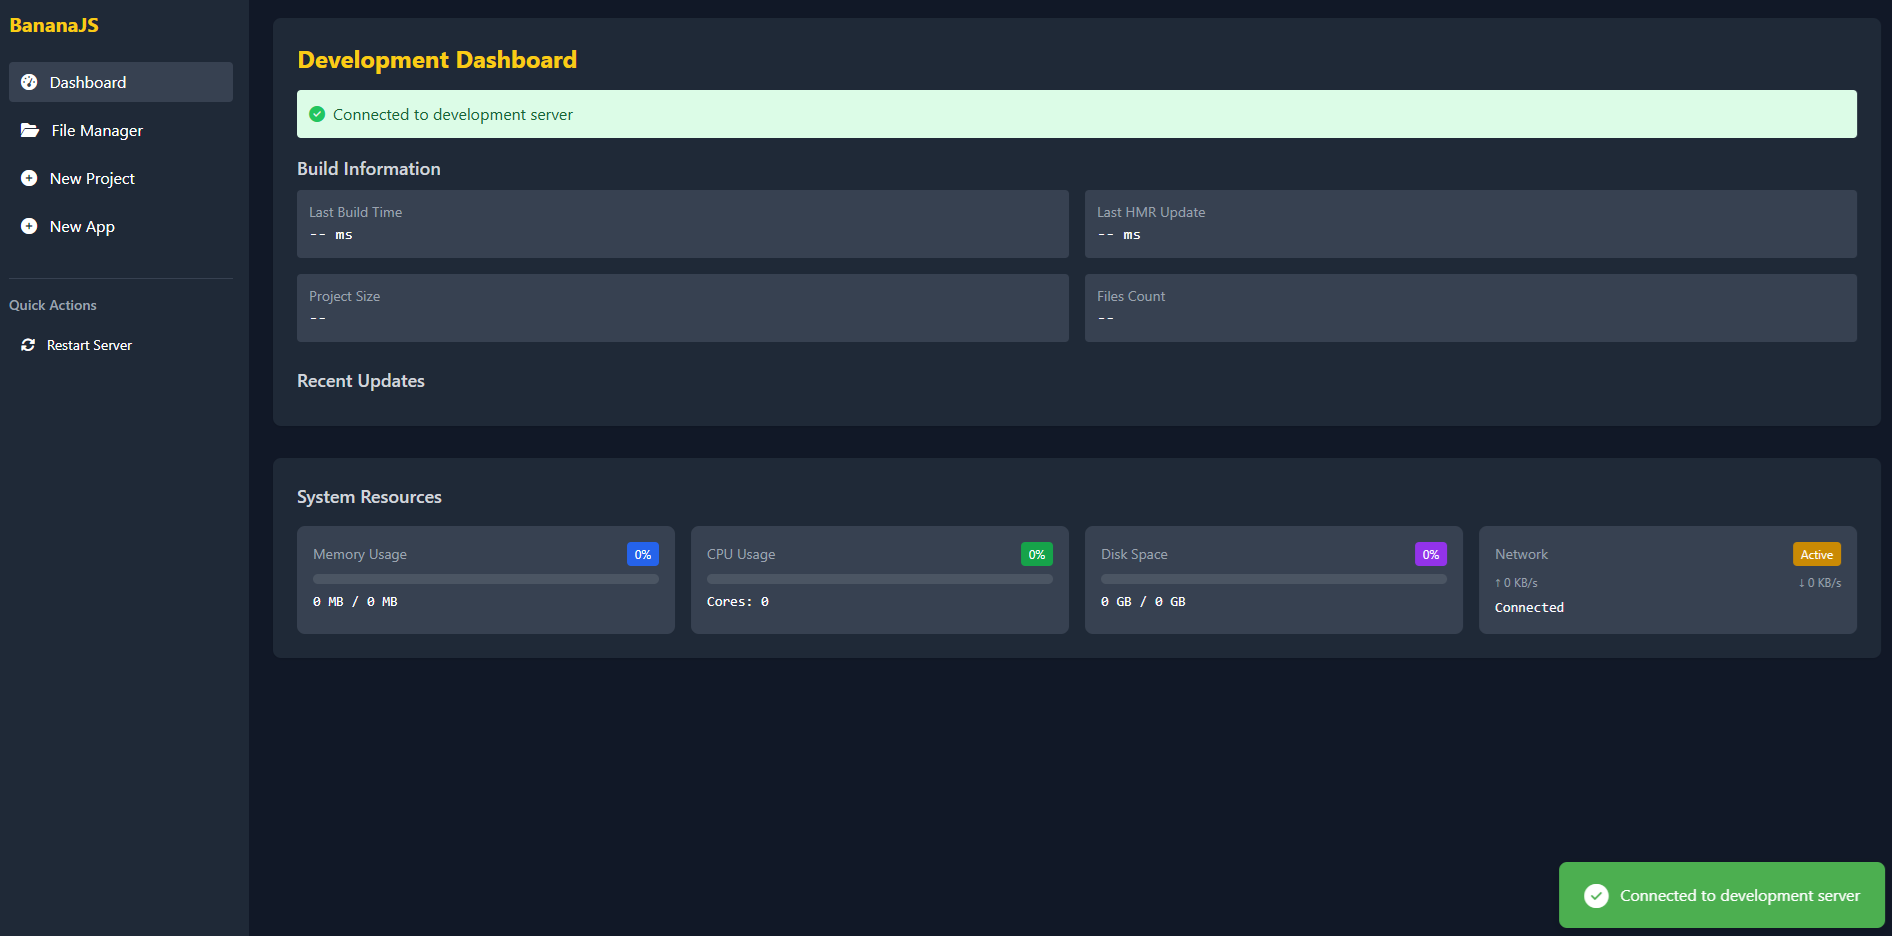 BananaJS
Dashboard
File Manager
New Project
New App
Quick Actions
Restart Server
Development Dashboard
Connected to development server
Build Information
Last Build Time
-- ms
Last HMR Update
-- ms
Project Size
--
Files Count
--
Recent Updates
System Resources
Memory Usage 0%
0 MB / 0 MB
CPU Usage 0%
Cores: 0
Disk Space 0%
0 GB / 0 GB
Network Active
↑ 0 KB/s ↓ 0 KB/s
Connected
Connected to development server